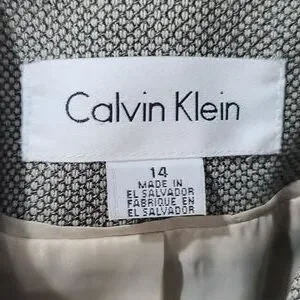 Calvin Klein
14
MADE IN
EL SALVADOR
FABRIQUE EN
EL SALVADOR